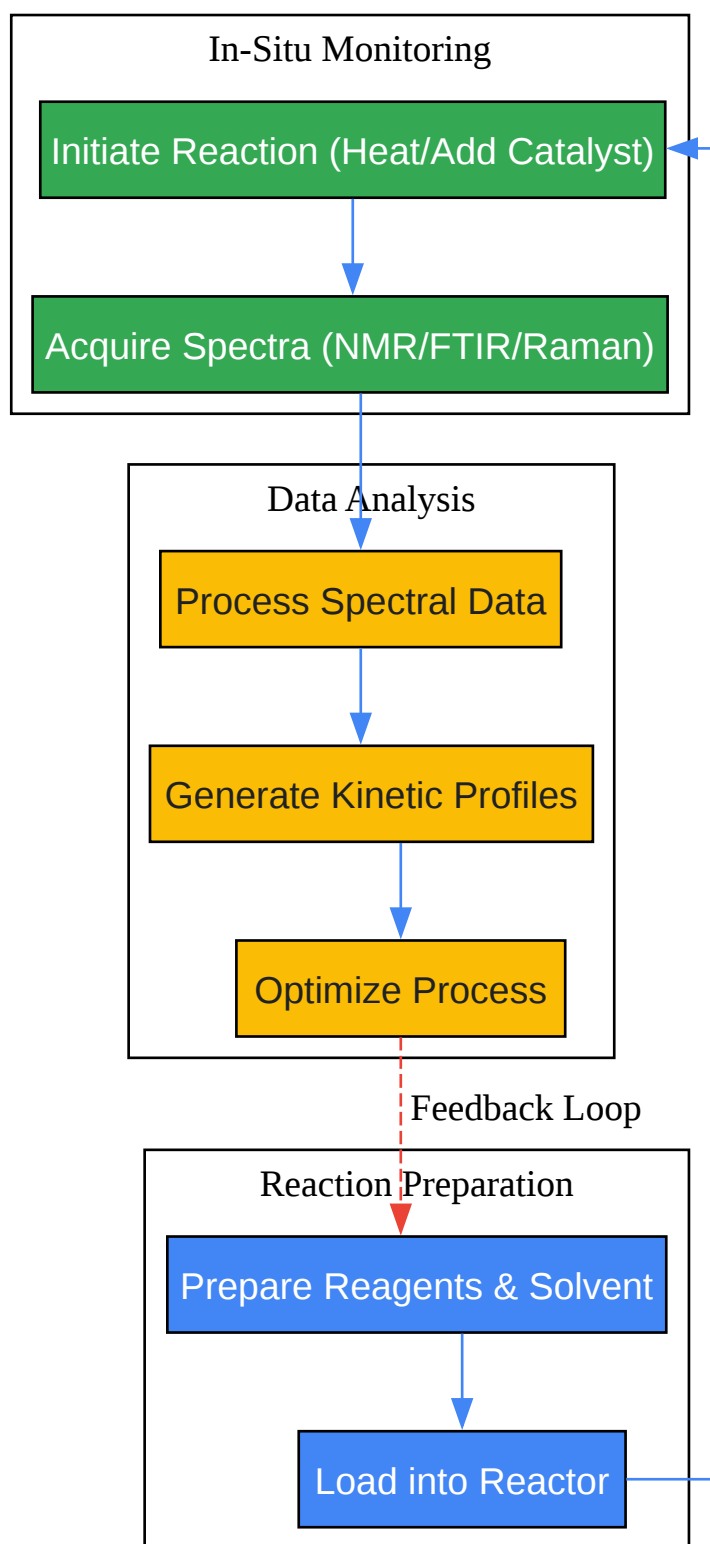 In-Situ Monitoring
Initiate Reaction (Heat/Add Catalyst)
Acquire Spectra (NMR/FTIR/Raman)
Data Analysis
Process Spectral Data
Generate Kinetic Profiles
Optimize Process
Feedback Loop
Reaction Preparation
Prepare Reagents & Solvent
Load into Reactor